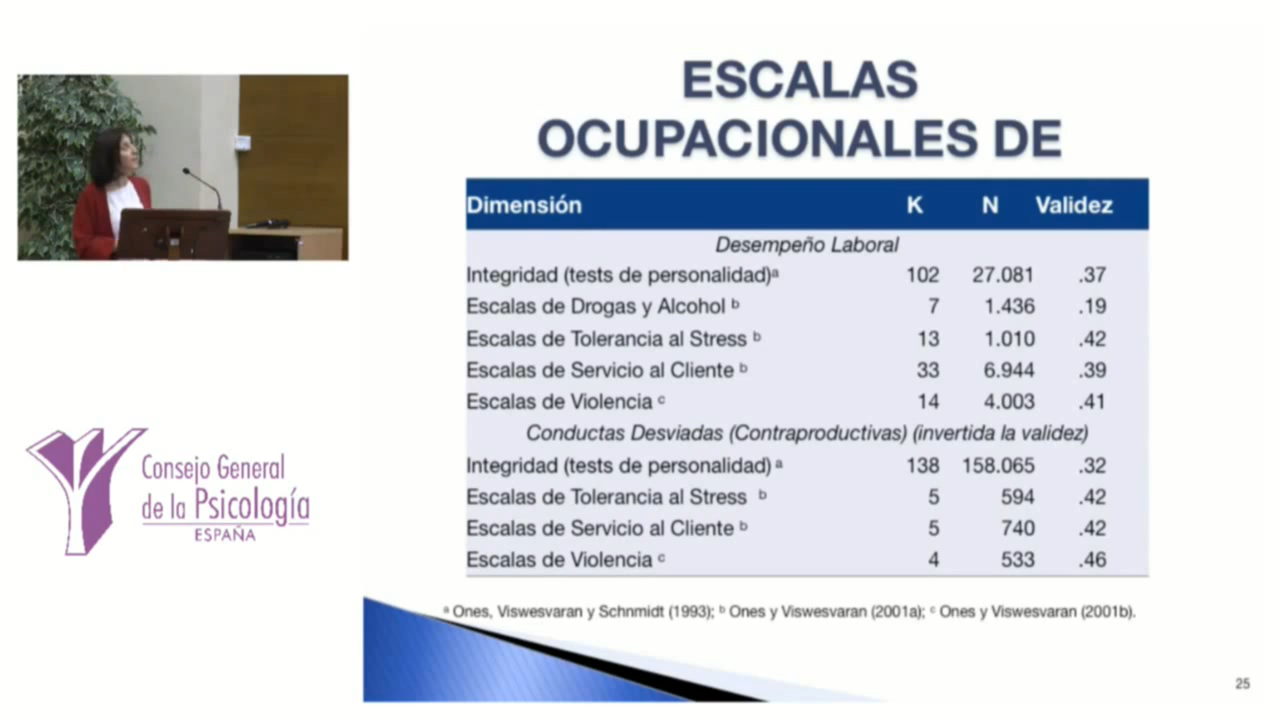 ESCALAS
OCUPACIONALES DE
Dimensión K N Validez
Desempeño Laboral
Integridad (tests de personalidad)ᵃ 102 27.081 .37
Escalas de Drogas y Alcohol ᵇ 7 1.436 .19
Escalas de Tolerancia al Stress ᵇ 13 1.010 .42
Escalas de Servicio al Cliente ᵇ 33 6.944 .39
Escalas de Violencia ᶜ 14 4.003 .41
Conductas Desviadas (Contraproductivas) (invertida la validez)
Integridad (tests de personalidad) ᵃ 138 158.065 .32
Escalas de Tolerancia al Stress ᵇ 5 594 .42
Escalas de Servicio al Cliente ᵇ 5 740 .42
Escalas de Violencia ᶜ 4 533 .46
ᵃ Ones, Viswesvaran y Schnmidt (1993); ᵇ Ones y Viswesvaran (2001a); ᶜ Ones y Viswesvaran (2001b).
25
Consejo General
de la Psicología
ESPAÑA